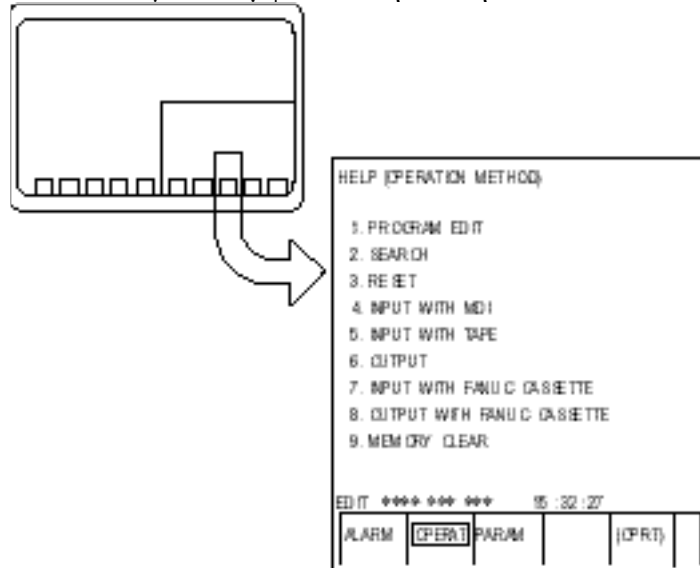 HELP (OPERATION METHOD)
1. PROGRAM EDIT
2. SEARCH
3. RESET
4. INPUT WITH MDI
5. INPUT WITH TAPE
6. OUTPUT
7. INPUT WITH FANUC CASSETTE
8. OUTPUT WITH FANUC CASSETTE
9. MEMORY CLEAR
EDIT **** *** *** 15:32:27
ALARM OPERAT PARAM (OPRT)